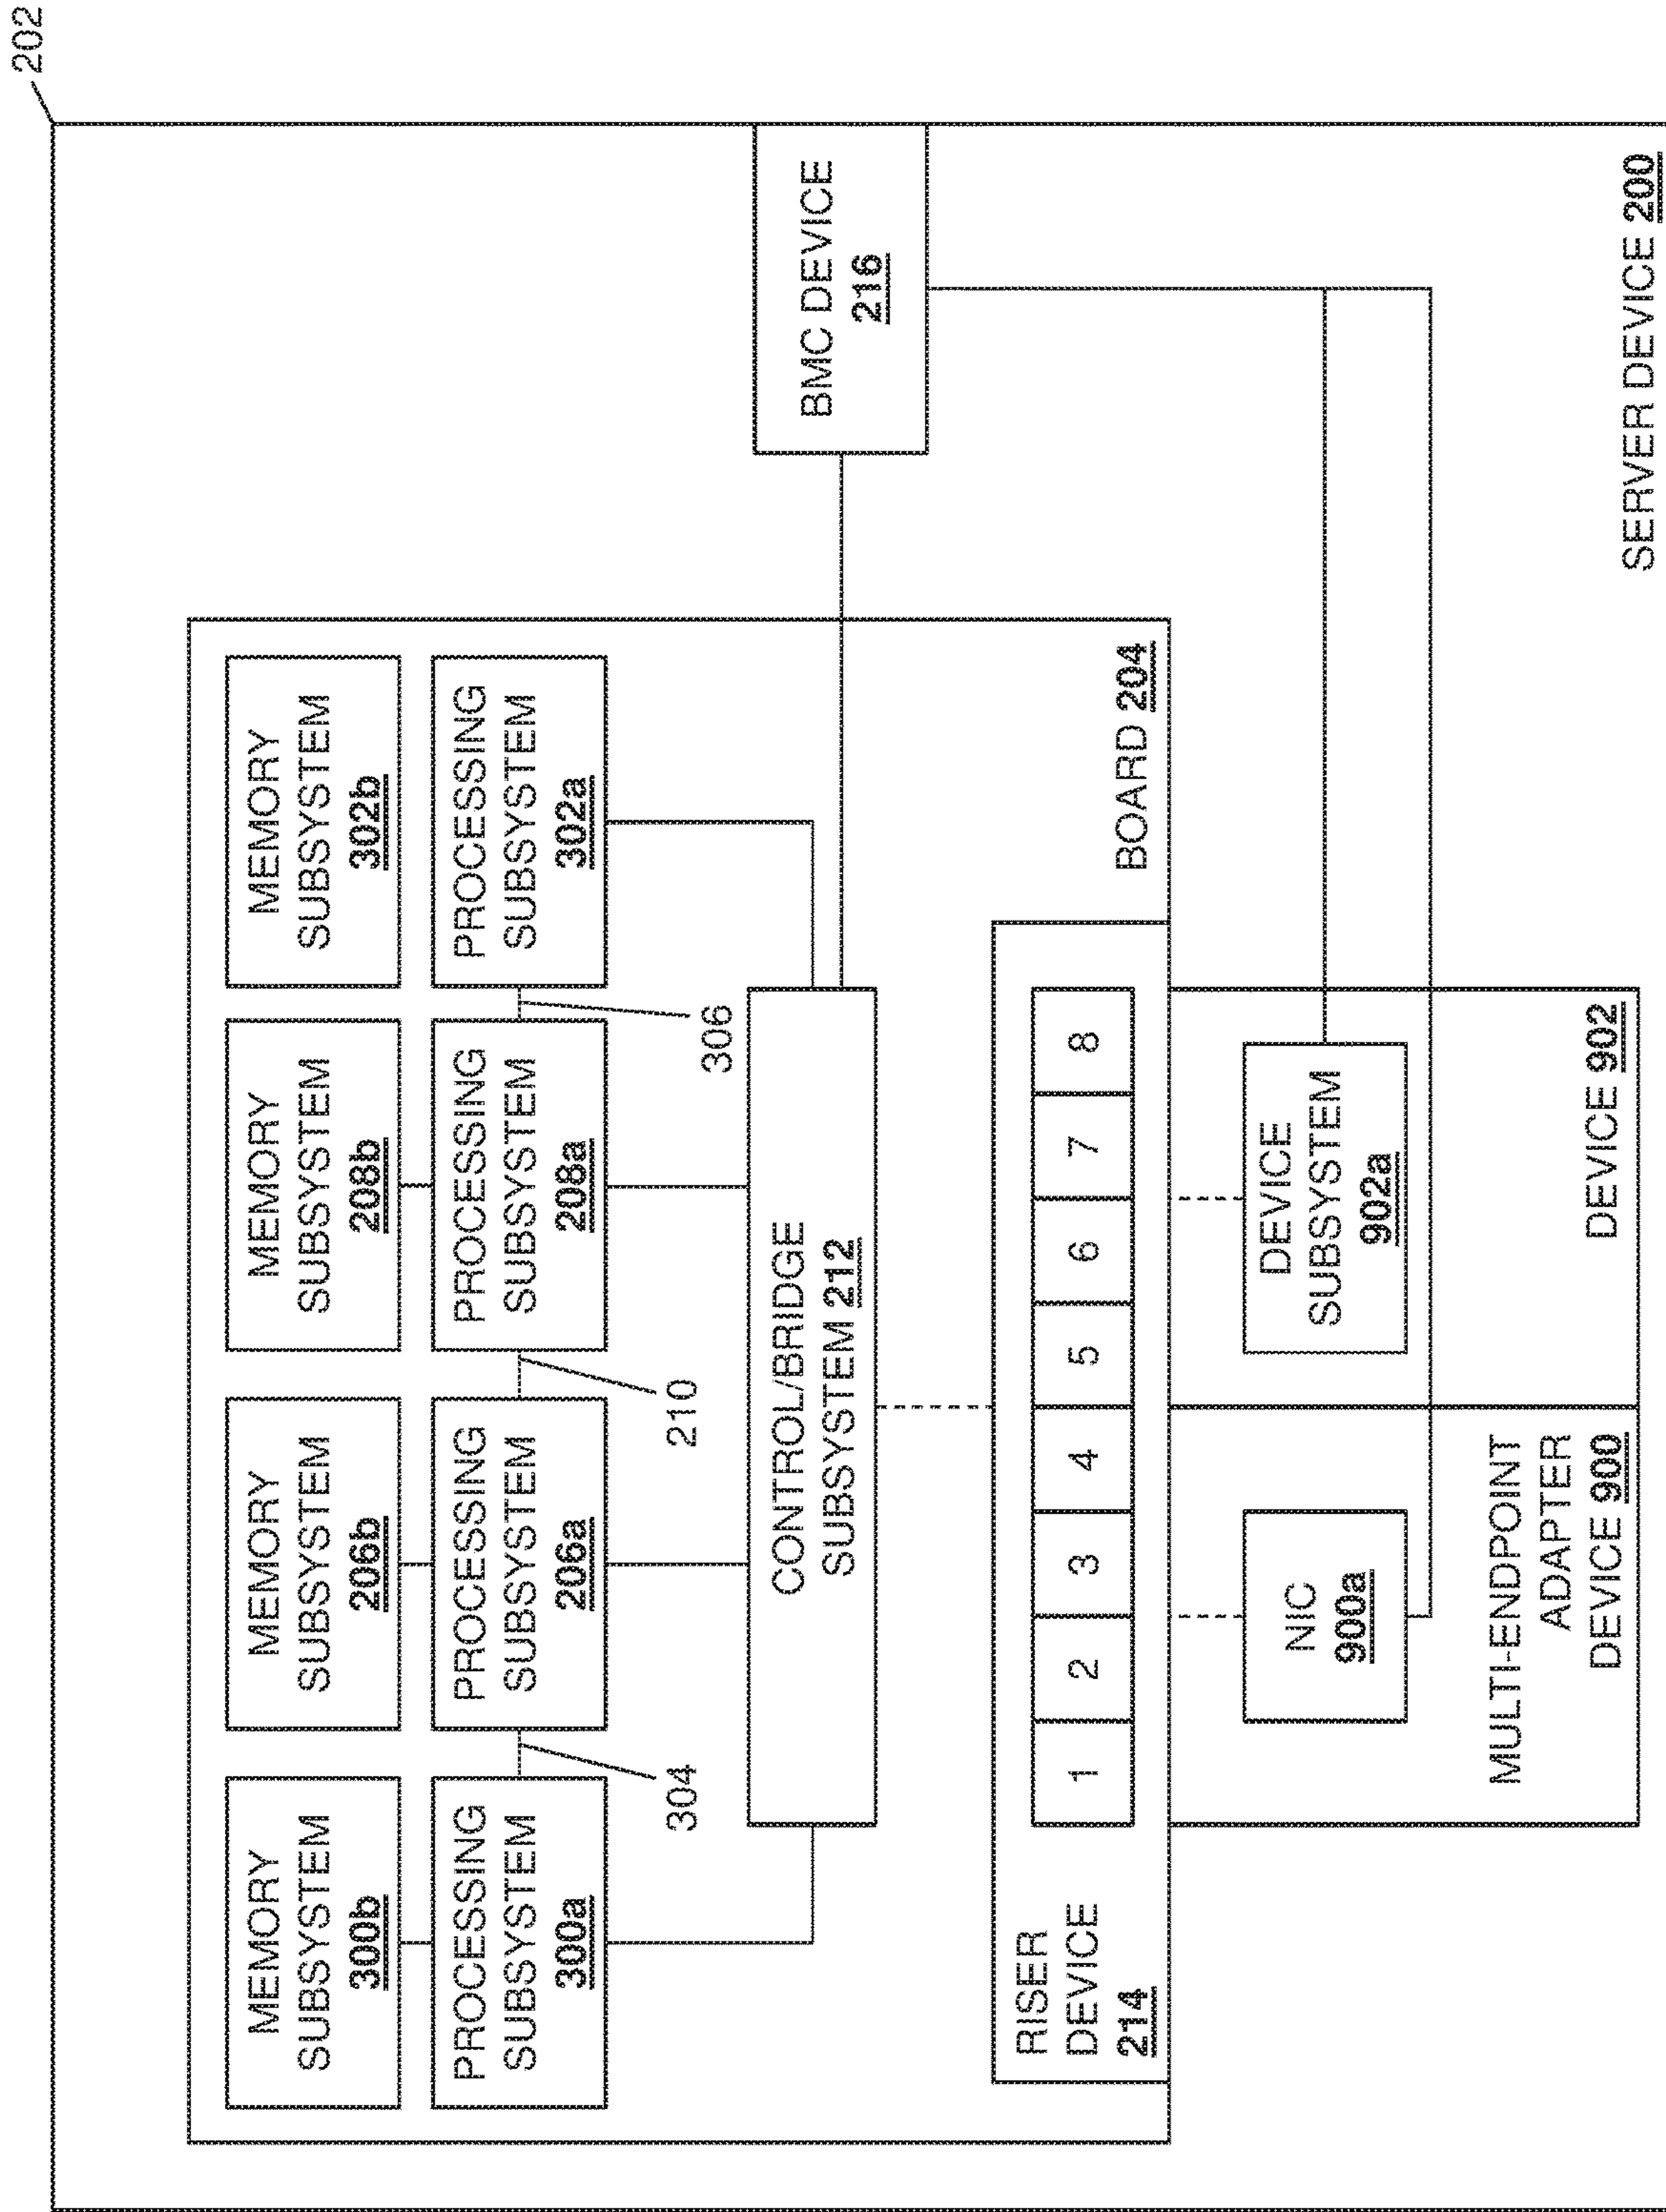 202
MEMORY
SUBSYSTEM
300b
MEMORY
SUBSYSTEM
206b
MEMORY
SUBSYSTEM
208b
MEMORY
SUBSYSTEM
302b
PROCESSING
SUBSYSTEM
300a
PROCESSING
SUBSYSTEM
206a
PROCESSING
SUBSYSTEM
208a
PROCESSING
SUBSYSTEM
302a
304
210
306
CONTROL/BRIDGE
SUBSYSTEM 212
BMC DEVICE
216
RISER
DEVICE
214
1
2
3
4
5
6
7
8
BOARD 204
NIC
900a
DEVICE
SUBSYSTEM
902a
MULTI-ENDPOINT
ADAPTER
DEVICE 900
DEVICE 902
SERVER DEVICE 200